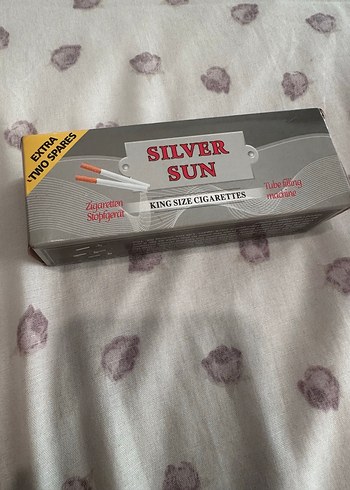 EXTRA
TWO SPARES
SILVER
SUN
Zigaretten
Stopfgerät
KING SIZE CIGARETTES
Tube filling
machine